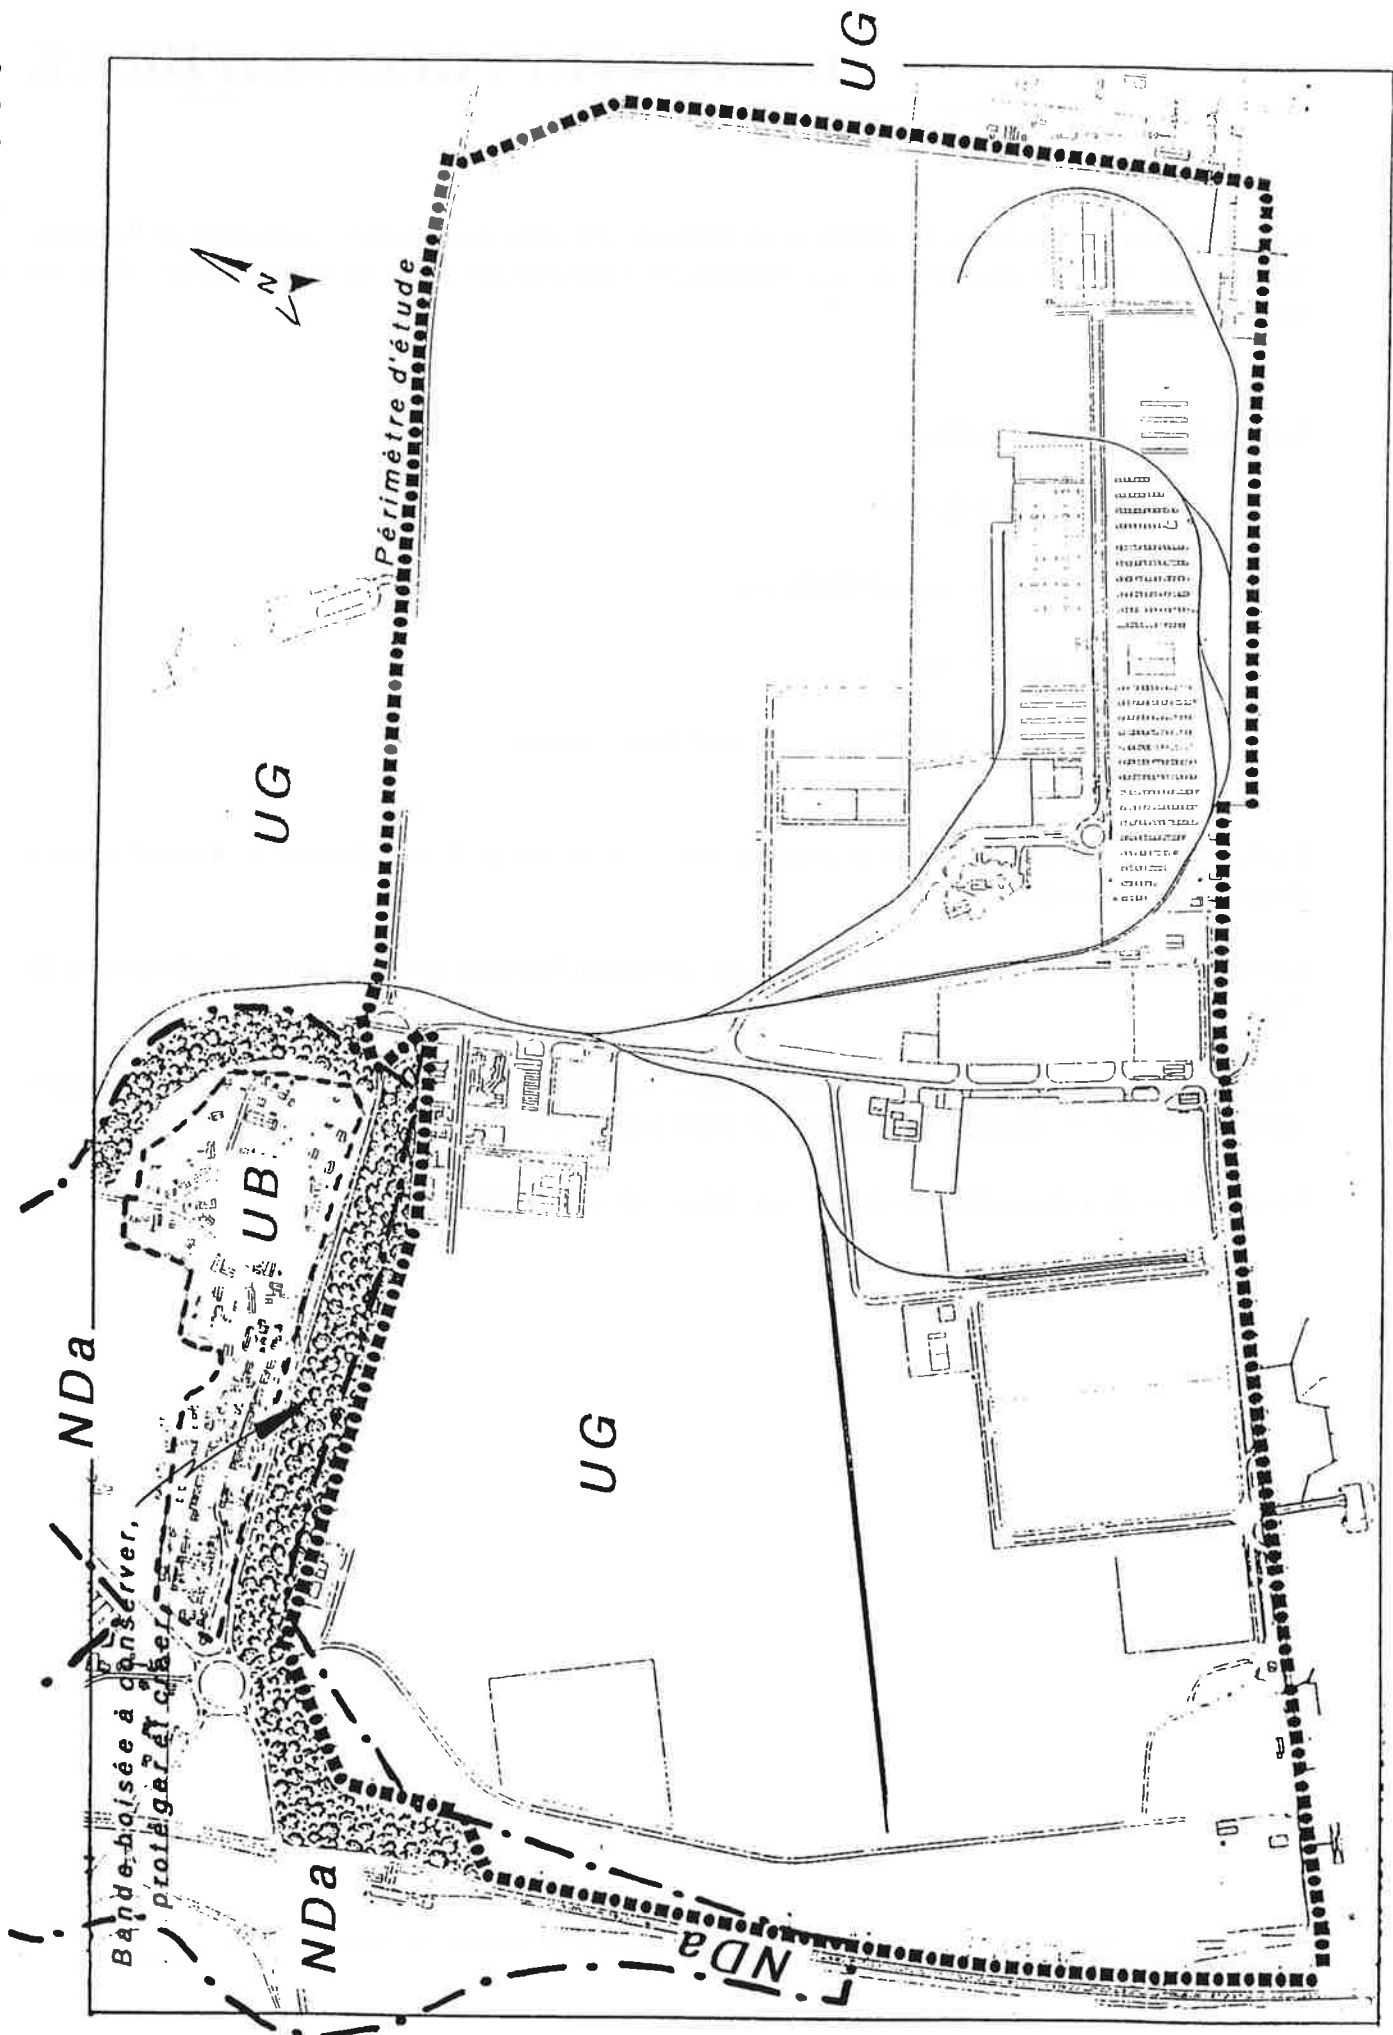 UG
N
Périmètre d'étude
UG
UB
NDa
Bande boisée à conserver,
protéger et créer
UG
NDa
NDa